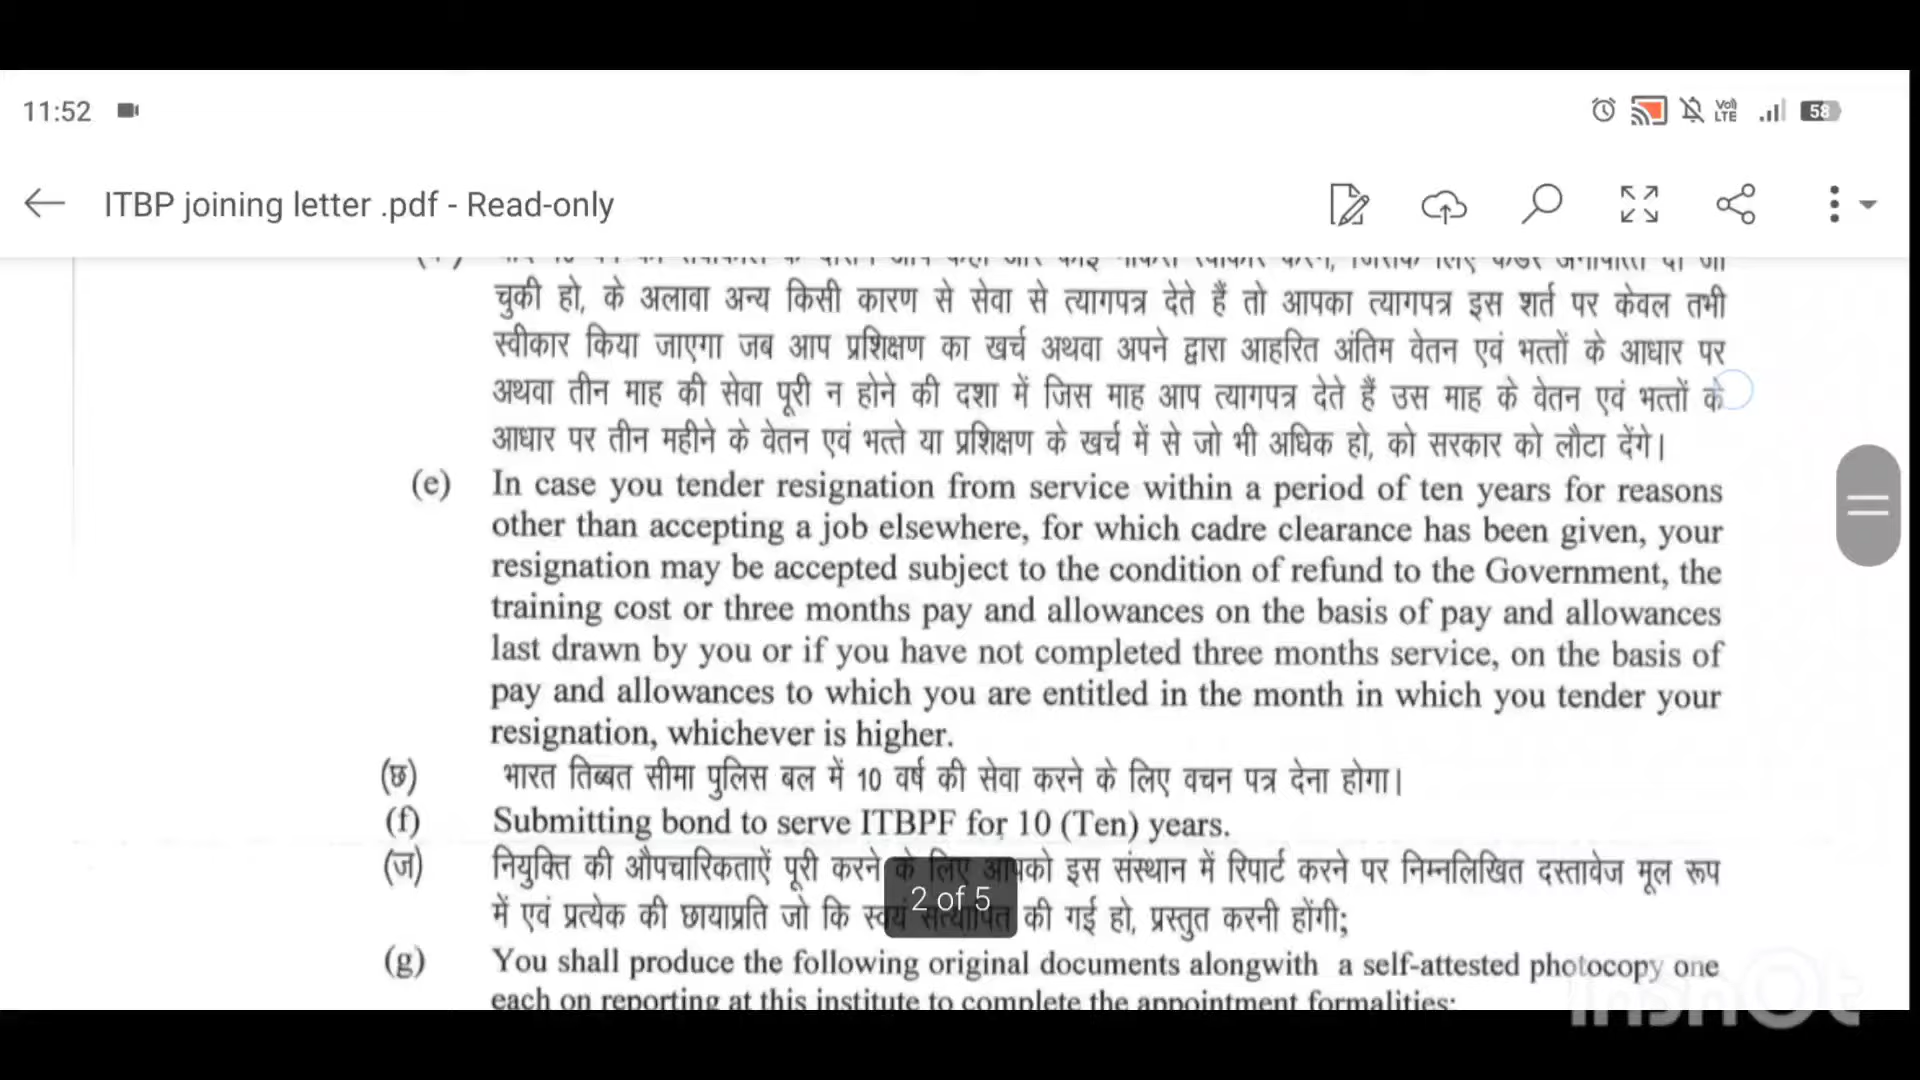 11:52
Vol) LTE
58
ITBP joining letter .pdf - Read-only
चुकी हो, के अलावा अन्य किसी कारण से सेवा से त्यागपत्र देते हैं तो आपका त्यागपत्र इस शर्त पर केवल तभी
स्वीकार किया जाएगा जब आप प्रशिक्षण का खर्च अथवा अपने द्वारा आहरित अंतिम वेतन एवं भत्तों के आधार पर
अथवा तीन माह की सेवा पूरी न होने की दशा में जिस माह आप त्यागपत्र देते हैं उस माह के वेतन एवं भत्तों के
आधार पर तीन महीने के वेतन एवं भत्ते या प्रशिक्षण के खर्च में से जो भी अधिक हो, को सरकार को लौटा देंगे।
(e) In case you tender resignation from service within a period of ten years for reasons
other than accepting a job elsewhere, for which cadre clearance has been given, your
resignation may be accepted subject to the condition of refund to the Government, the
training cost or three months pay and allowances on the basis of pay and allowances
last drawn by you or if you have not completed three months service, on the basis of
pay and allowances to which you are entitled in the month in which you tender your
resignation, whichever is higher.
(छ) भारत तिब्बत सीमा पुलिस बल में 10 वर्ष की सेवा करने के लिए वचन पत्र देना होगा।
(f) Submitting bond to serve ITBPF for 10 (Ten) years.
(ज) नियुक्ति की औपचारिकताऐं पूरी करने के लिए आपको इस संस्थान में रिपार्ट करने पर निम्नलिखित दस्तावेज मूल रूप
में एवं प्रत्येक की छायाप्रति जो कि स्वयं सत्यापित की गई हो, प्रस्तुत करनी होंगी;
2 of 5
(g) You shall produce the following original documents alongwith a self-attested photocopy one
each on reporting at this institute to complete the appointment formalities:
inshot